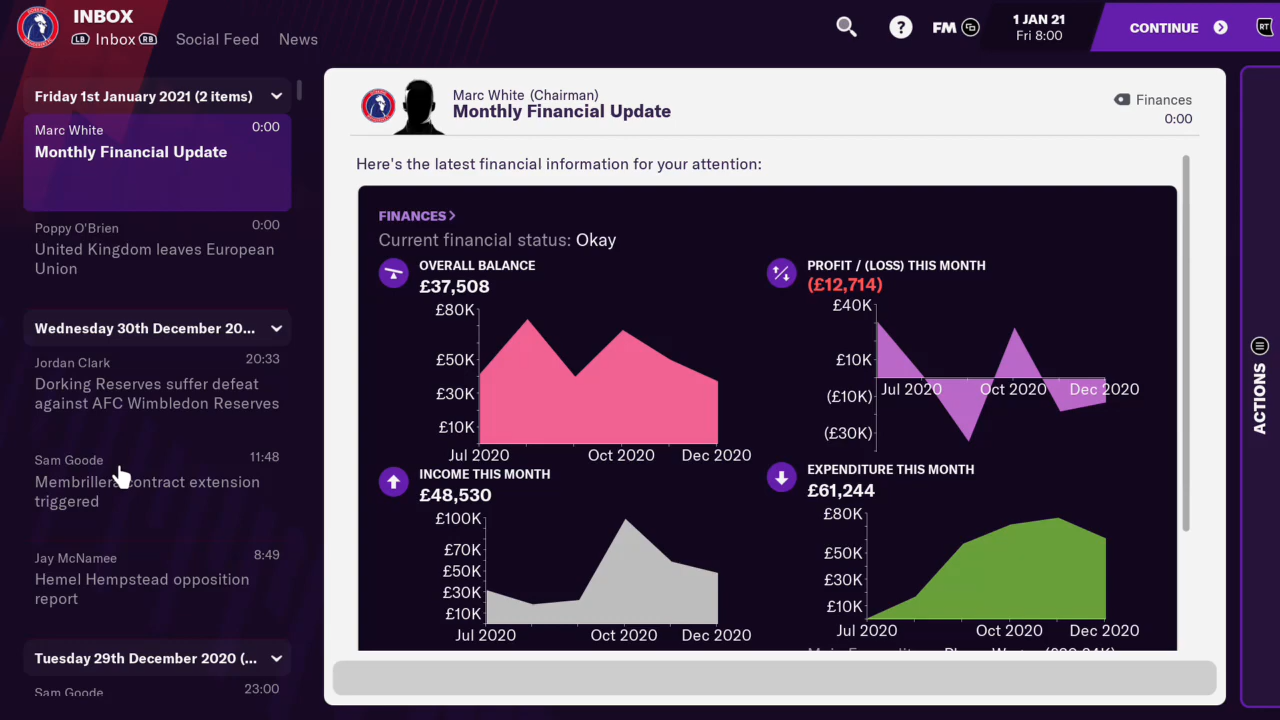 INBOX
LB Inbox RB Social Feed News
FM
1 JAN 21
Fri 8:00
CONTINUE
RT
Friday 1st January 2021 (2 items)
Marc White 0:00
Monthly Financial Update
Poppy O'Brien 0:00
United Kingdom leaves European
Union
Wednesday 30th December 20...
Jordan Clark 20:33
Dorking Reserves suffer defeat
against AFC Wimbledon Reserves
Sam Goode 11:48
contract extension
triggered
Jay McNamee 8:49
Hemel Hempstead opposition
report
Tuesday 29th December 2020 (...
Sam Goode 23:00
Marc White (Chairman)
Monthly Financial Update
Finances
0:00
Here's the latest financial information for your attention:
FINANCES
Current financial status: Okay
OVERALL BALANCE
£37,508
£80K
£50K
£30K
£10K
Jul 2020 Oct 2020 Dec 2020
PROFIT / (LOSS) THIS MONTH
(£12,714)
£40K
£10K
(£10K)
(£30K)
Jul 2020 Oct 2020 Dec 2020
INCOME THIS MONTH
£48,530
£100K
£70K
£50K
£30K
£10K
Jul 2020 Oct 2020 Dec 2020
EXPENDITURE THIS MONTH
£61,244
£80K
£50K
£30K
£10K
Jul 2020 Oct 2020 Dec 2020
ACTIONS